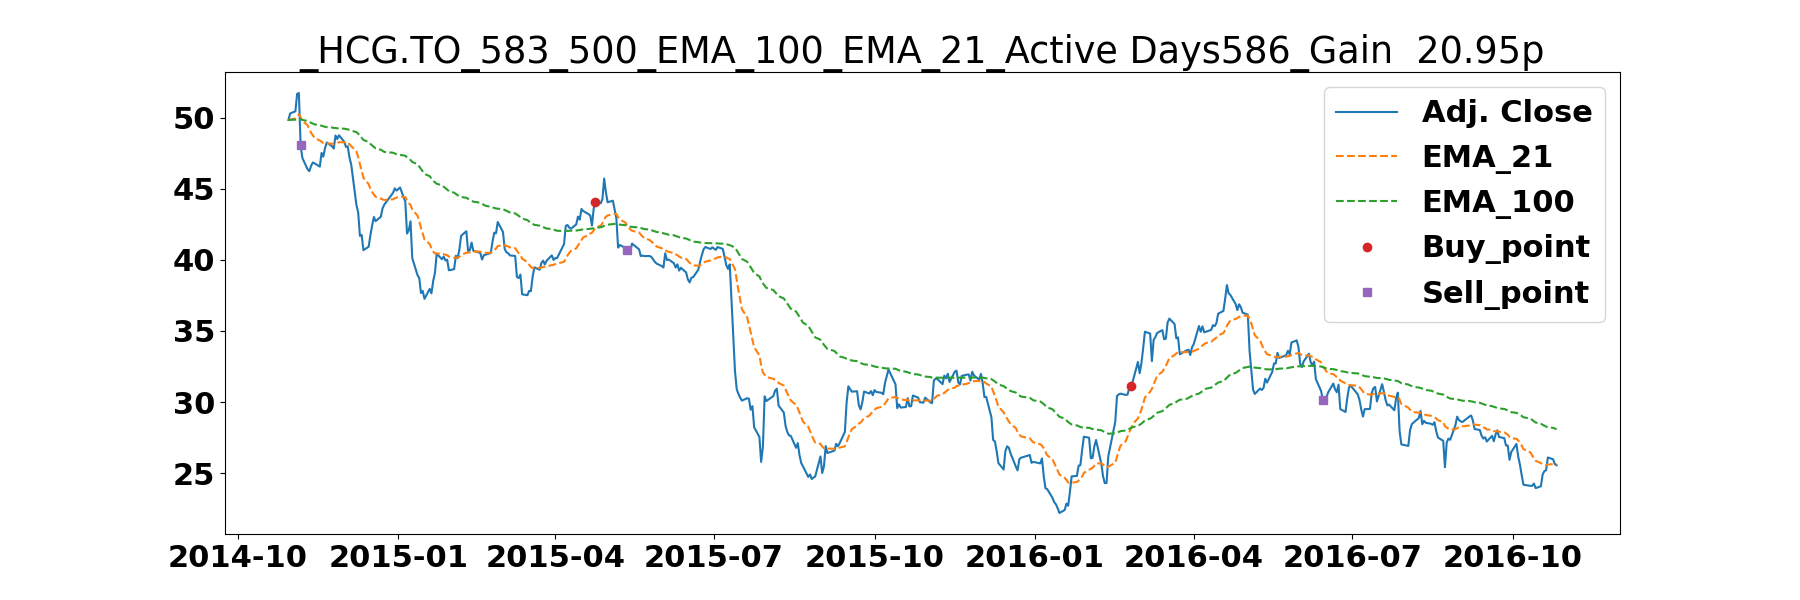 _HCG.TO_583_500_EMA_100_EMA_21_Active Days586_Gain  20.95p
50
45
40
35
30
25
Adj. Close
EMA_21
EMA_100
Buy_point
Sell_point
2014-10 2015-01 2015-04 2015-07 2015-10 2016-01 2016-04 2016-07 2016-10